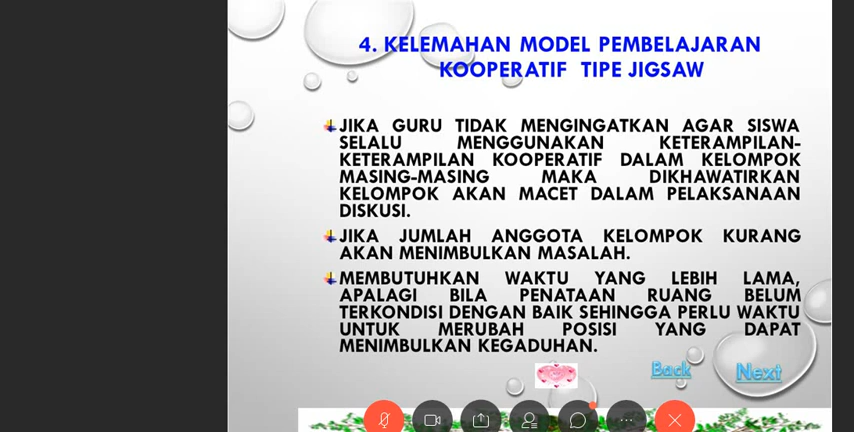 4. KELEMAHAN MODEL PEMBELAJARAN
KOOPERATIF TIPE JIGSAW
JIKA GURU TIDAK MENGINGATKAN AGAR SISWA
SELALU MENGGUNAKAN KETERAMPILAN-
KETERAMPILAN KOOPERATIF DALAM KELOMPOK
MASING-MASING MAKA DIKHAWATIRKAN
KELOMPOK AKAN MACET DALAM PELAKSANAAN
DISKUSI.
JIKA JUMLAH ANGGOTA KELOMPOK KURANG
AKAN MENIMBULKAN MASALAH.
MEMBUTUHKAN WAKTU YANG LEBIH LAMA,
APALAGI BILA PENATAAN RUANG BELUM
TERKONDISI DENGAN BAIK SEHINGGA PERLU WAKTU
UNTUK MERUBAH POSISI YANG DAPAT
MENIMBULKAN KEGADUHAN.
Back Next